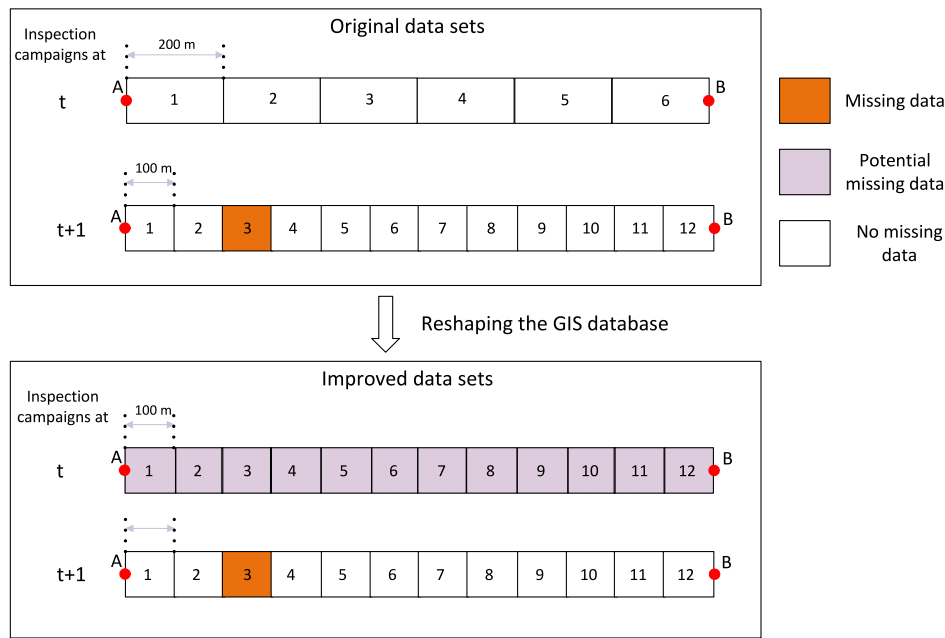 Original data sets
Inspection
campaigns at
200 m
A
B
t
1 2 3 4 5 6
100 m
A
B
t+1
1 2 3 4 5 6 7 8 9 10 11 12
Missing data
Potential
missing data
No missing
data
Reshaping the GIS database
Improved data sets
Inspection
campaigns at
100 m
A
B
t
1 2 3 4 5 6 7 8 9 10 11 12
A
B
t+1
1 2 3 4 5 6 7 8 9 10 11 12